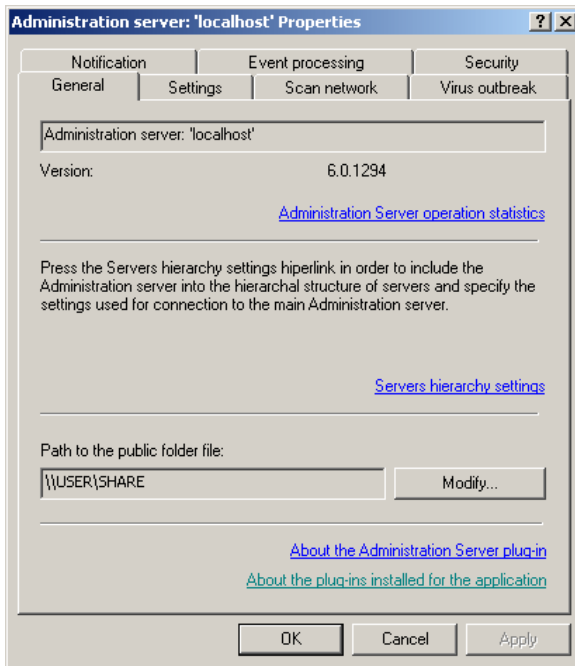 Administration server: 'localhost' Properties
Notification
Event processing
Security
General
Settings
Scan network
Virus outbreak
Administration server: 'localhost'
Version: 6.0.1294
Administration Server operation statistics
Press the Servers hierarchy settings hiperlink in order to include the
Administration server into the hierarchal structure of servers and specify the
settings used for connection to the main Administration server.
Servers hierarchy settings
Path to the public folder file:
\\USER\SHARE
Modify...
About the Administration Server plug-in
About the plug-ins installed for the application
OK
Cancel
Apply